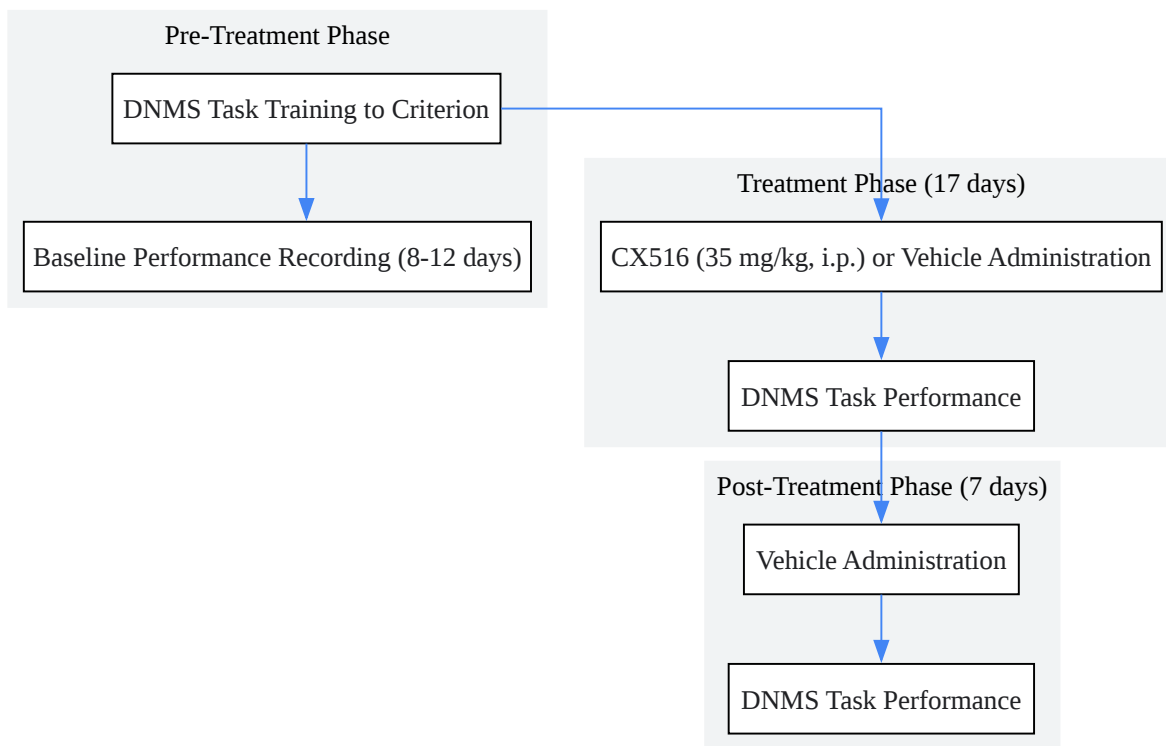 Pre-Treatment Phase
DNMS Task Training to Criterion
Baseline Performance Recording (8-12 days)
Treatment Phase (17 days)
CX516 (35 mg/kg, i.p.) or Vehicle Administration
DNMS Task Performance
Post-Treatment Phase (7 days)
Vehicle Administration
DNMS Task Performance